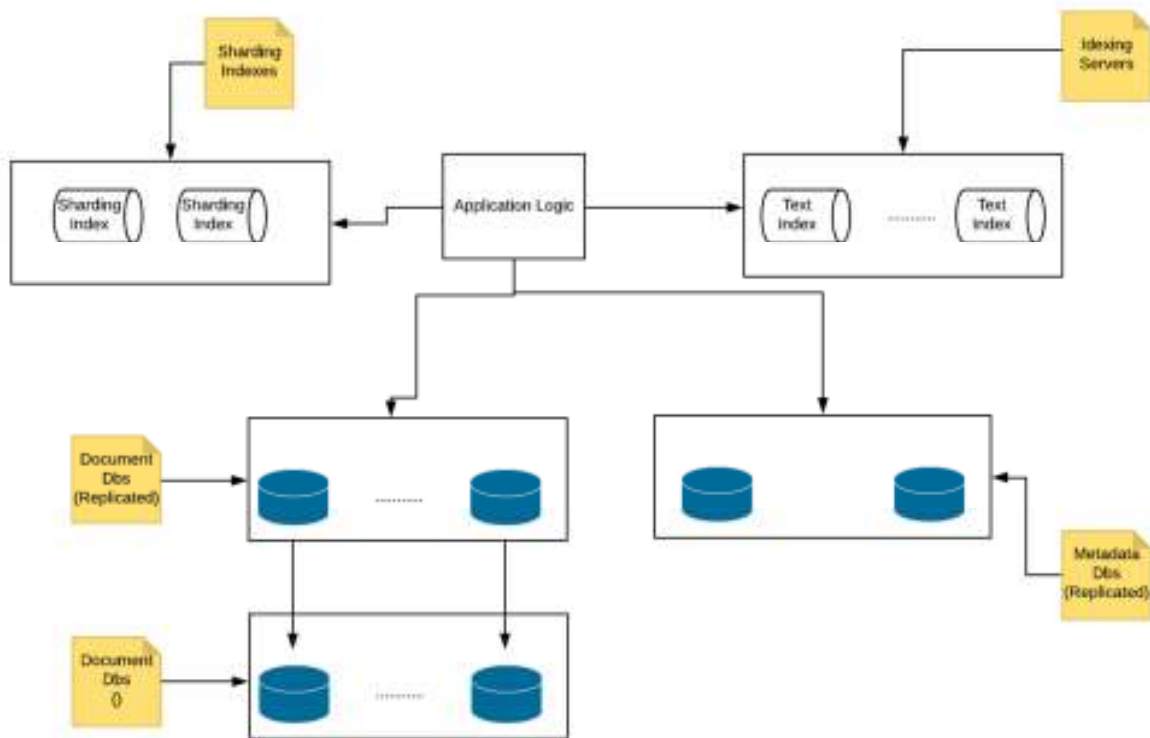 Sharding
Indexes
Idexing
Servers
Sharding
Index
Sharding
Index
Application Logic
Text
Index
.........
Text
Index
Document
Dbs
(Replicated)
.........
Metadata
Dbs
(Replicated)
Document
Dbs
()
.........